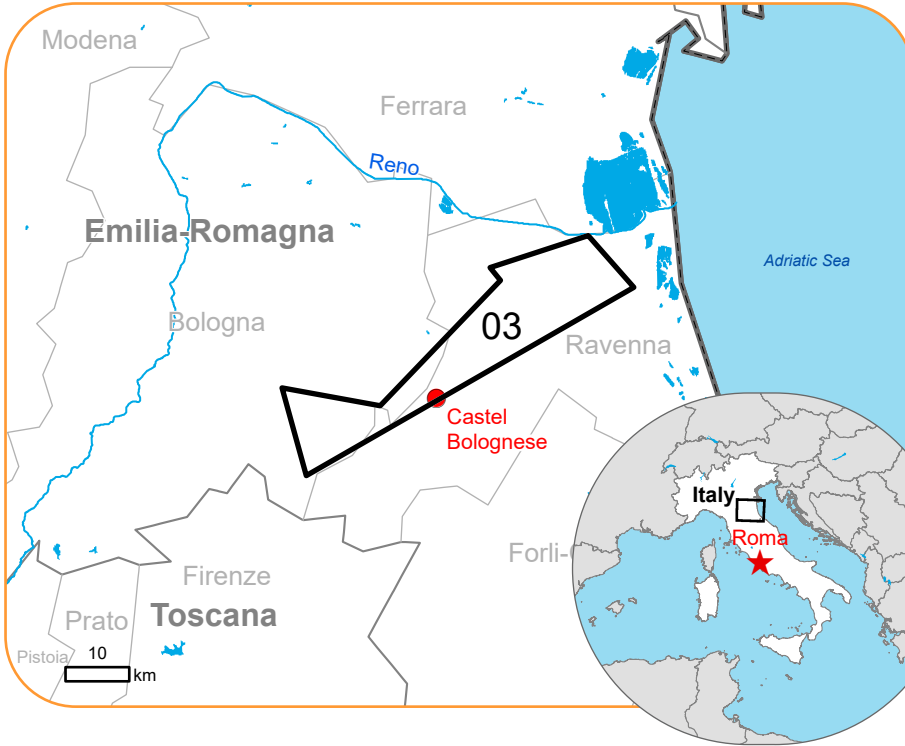 Modena
Ferrara
Reno
Emilia-Romagna
Adriatic Sea
Bologna
03
Ravenna
Castel
Bolognese
Italy
Roma
Forli-
Firenze
Toscana
Prato
Pistoia
10
km